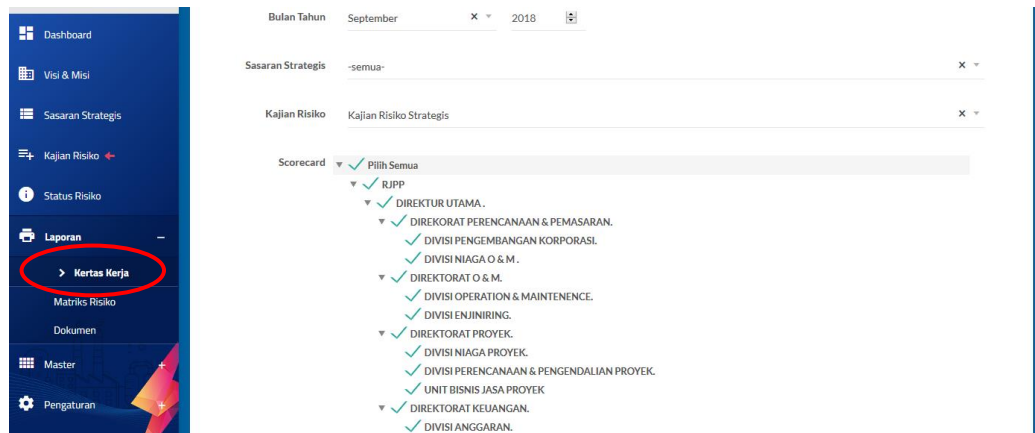 Dashboard
Visi & Misi
Sasaran Strategis
Kajian Risiko
Status Risiko
Laporan
Kertas Kerja
Matriks Risiko
Dokumen
Master
Pengaturan
Bulan Tahun September 2018
Sasaran Strategis -semua-
Kajian Risiko Kajian Risiko Strategis
Scorecard Pilih Semua
RJPP
DIREKTUR UTAMA .
DIREKORAT PERENCANAAN & PEMASARAN.
DIVISI PENGEMBANGAN KORPORASI.
DIVISI NIAGA O & M .
DIREKTORAT O & M.
DIVISI OPERATION & MAINTENENCE.
DIVISI ENJINIRING.
DIREKTORAT PROYEK.
DIVISI NIAGA PROYEK.
DIVISI PERENCANAAN & PENGENDALIAN PROYEK.
UNIT BISNIS JASA PROYEK
DIREKTORAT KEUANGAN.
DIVISI ANGGARAN.